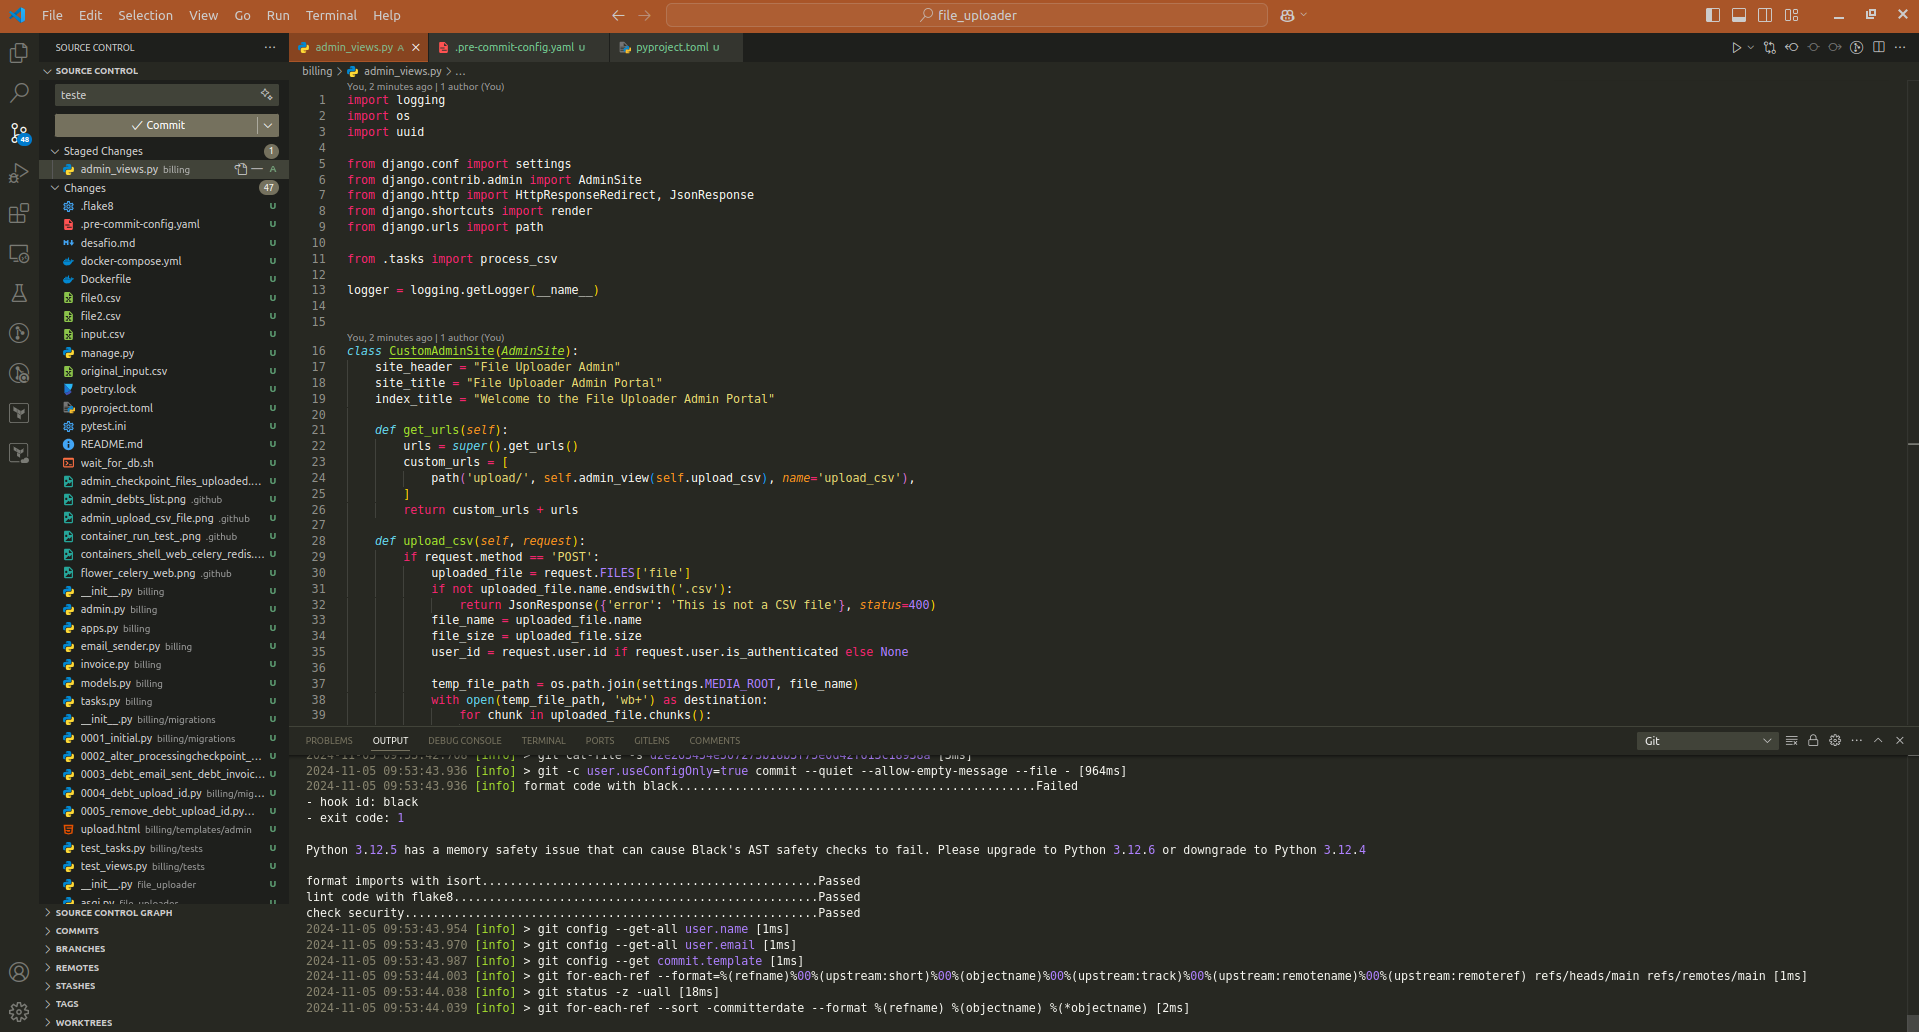 File Edit Selection View Go Run Terminal Help
file_uploader
SOURCE CONTROL
SOURCE CONTROL
teste
Commit
Staged Changes 1
admin_views.py billing A
Changes 47
.flake8 U
.pre-commit-config.yaml U
desafio.md U
docker-compose.yml U
Dockerfile U
file0.csv U
file2.csv U
input.csv U
manage.py U
original_input.csv U
poetry.lock U
pyproject.toml U
pytest.ini U
README.md U
wait_for_db.sh U
admin_checkpoint_files_uploaded.... U
admin_debts_list.png .github U
admin_upload_csv_file.png .github U
container_run_test_.png .github U
containers_shell_web_celery_redis.... U
flower_celery_web.png .github U
__init__.py billing U
admin.py billing U
apps.py billing U
email_sender.py billing U
invoice.py billing U
models.py billing U
tasks.py billing U
__init__.py billing/migrations U
0001_initial.py billing/migrations U
0002_alter_processingcheckpoint_... U
0003_debt_email_sent_debt_invoic... U
0004_debt_upload_id.py billing/mig... U
0005_remove_debt_upload_id.py... U
upload.html billing/templates/admin U
test_tasks.py billing/tests U
test_views.py billing/tests U
__init__.py file_uploader U
asgi.py file_uploader U
SOURCE CONTROL GRAPH
COMMITS
BRANCHES
REMOTES
STASHES
TAGS
WORKTREES
48
admin_views.py A
.pre-commit-config.yaml U
pyproject.toml U
billing > admin_views.py > ...
You, 2 minutes ago | 1 author (You)
1 import logging
2 import os
3 import uuid
4
5 from django.conf import settings
6 from django.contrib.admin import AdminSite
7 from django.http import HttpResponseRedirect, JsonResponse
8 from django.shortcuts import render
9 from django.urls import path
10
11 from .tasks import process_csv
12
13 logger = logging.getLogger(__name__)
14
15
You, 2 minutes ago | 1 author (You)
16 class CustomAdminSite(AdminSite):
17 site_header = "File Uploader Admin"
18 site_title = "File Uploader Admin Portal"
19 index_title = "Welcome to the File Uploader Admin Portal"
20
21 def get_urls(self):
22 urls = super().get_urls()
23 custom_urls = [
24 path('upload/', self.admin_view(self.upload_csv), name='upload_csv'),
25 ]
26 return custom_urls + urls
27
28 def upload_csv(self, request):
29 if request.method == 'POST':
30 uploaded_file = request.FILES['file']
31 if not uploaded_file.name.endswith('.csv'):
32 return JsonResponse({'error': 'This is not a CSV file'}, status=400)
33 file_name = uploaded_file.name
34 file_size = uploaded_file.size
35 user_id = request.user.id if request.user.is_authenticated else None
36
37 temp_file_path = os.path.join(settings.MEDIA_ROOT, file_name)
38 with open(temp_file_path, 'wb+') as destination:
39 for chunk in uploaded_file.chunks():
PROBLEMS OUTPUT DEBUG CONSOLE TERMINAL PORTS GITLENS COMMENTS
Git
2024-11-05 09:53:43.936 [info] > git -c user.useConfigOnly=true commit --quiet --allow-empty-message --file - [964ms]
2024-11-05 09:53:43.936 [info] format code with black...................................................Failed
- hook id: black
- exit code: 1
Python 3.12.5 has a memory safety issue that can cause Black's AST safety checks to fail. Please upgrade to Python 3.12.6 or downgrade to Python 3.12.4
format imports with isort................................................Passed
lint code with flake8....................................................Passed
check security...........................................................Passed
2024-11-05 09:53:43.954 [info] > git config --get-all user.name [1ms]
2024-11-05 09:53:43.970 [info] > git config --get-all user.email [1ms]
2024-11-05 09:53:43.987 [info] > git config --get commit.template [1ms]
2024-11-05 09:53:44.003 [info] > git for-each-ref --format=%(refname)%00%(upstream:short)%00%(objectname)%00%(upstream:track)%00%(upstream:remotename)%00%(upstream:remoteref) refs/heads/main refs/remotes/main [1ms]
2024-11-05 09:53:44.038 [info] > git status -z -uall [18ms]
2024-11-05 09:53:44.039 [info] > git for-each-ref --sort -committerdate --format %(refname) %(objectname) %(*objectname) [2ms]